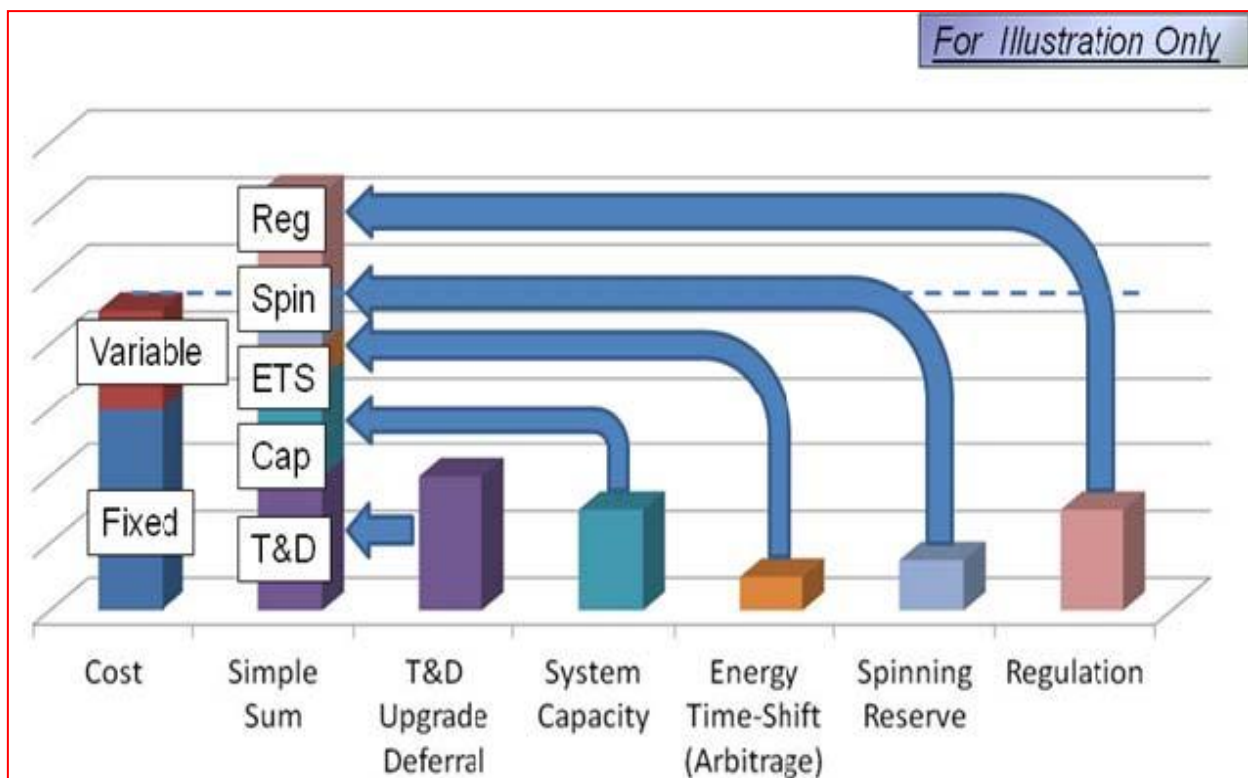 For Illustration Only
Reg
Spin
Variable
ETS
Cap
Fixed
T&D
Cost
Simple
Sum
T&D
Upgrade
Deferral
System
Capacity
Energy
Time-Shift
(Arbitrage)
Spinning
Reserve
Regulation